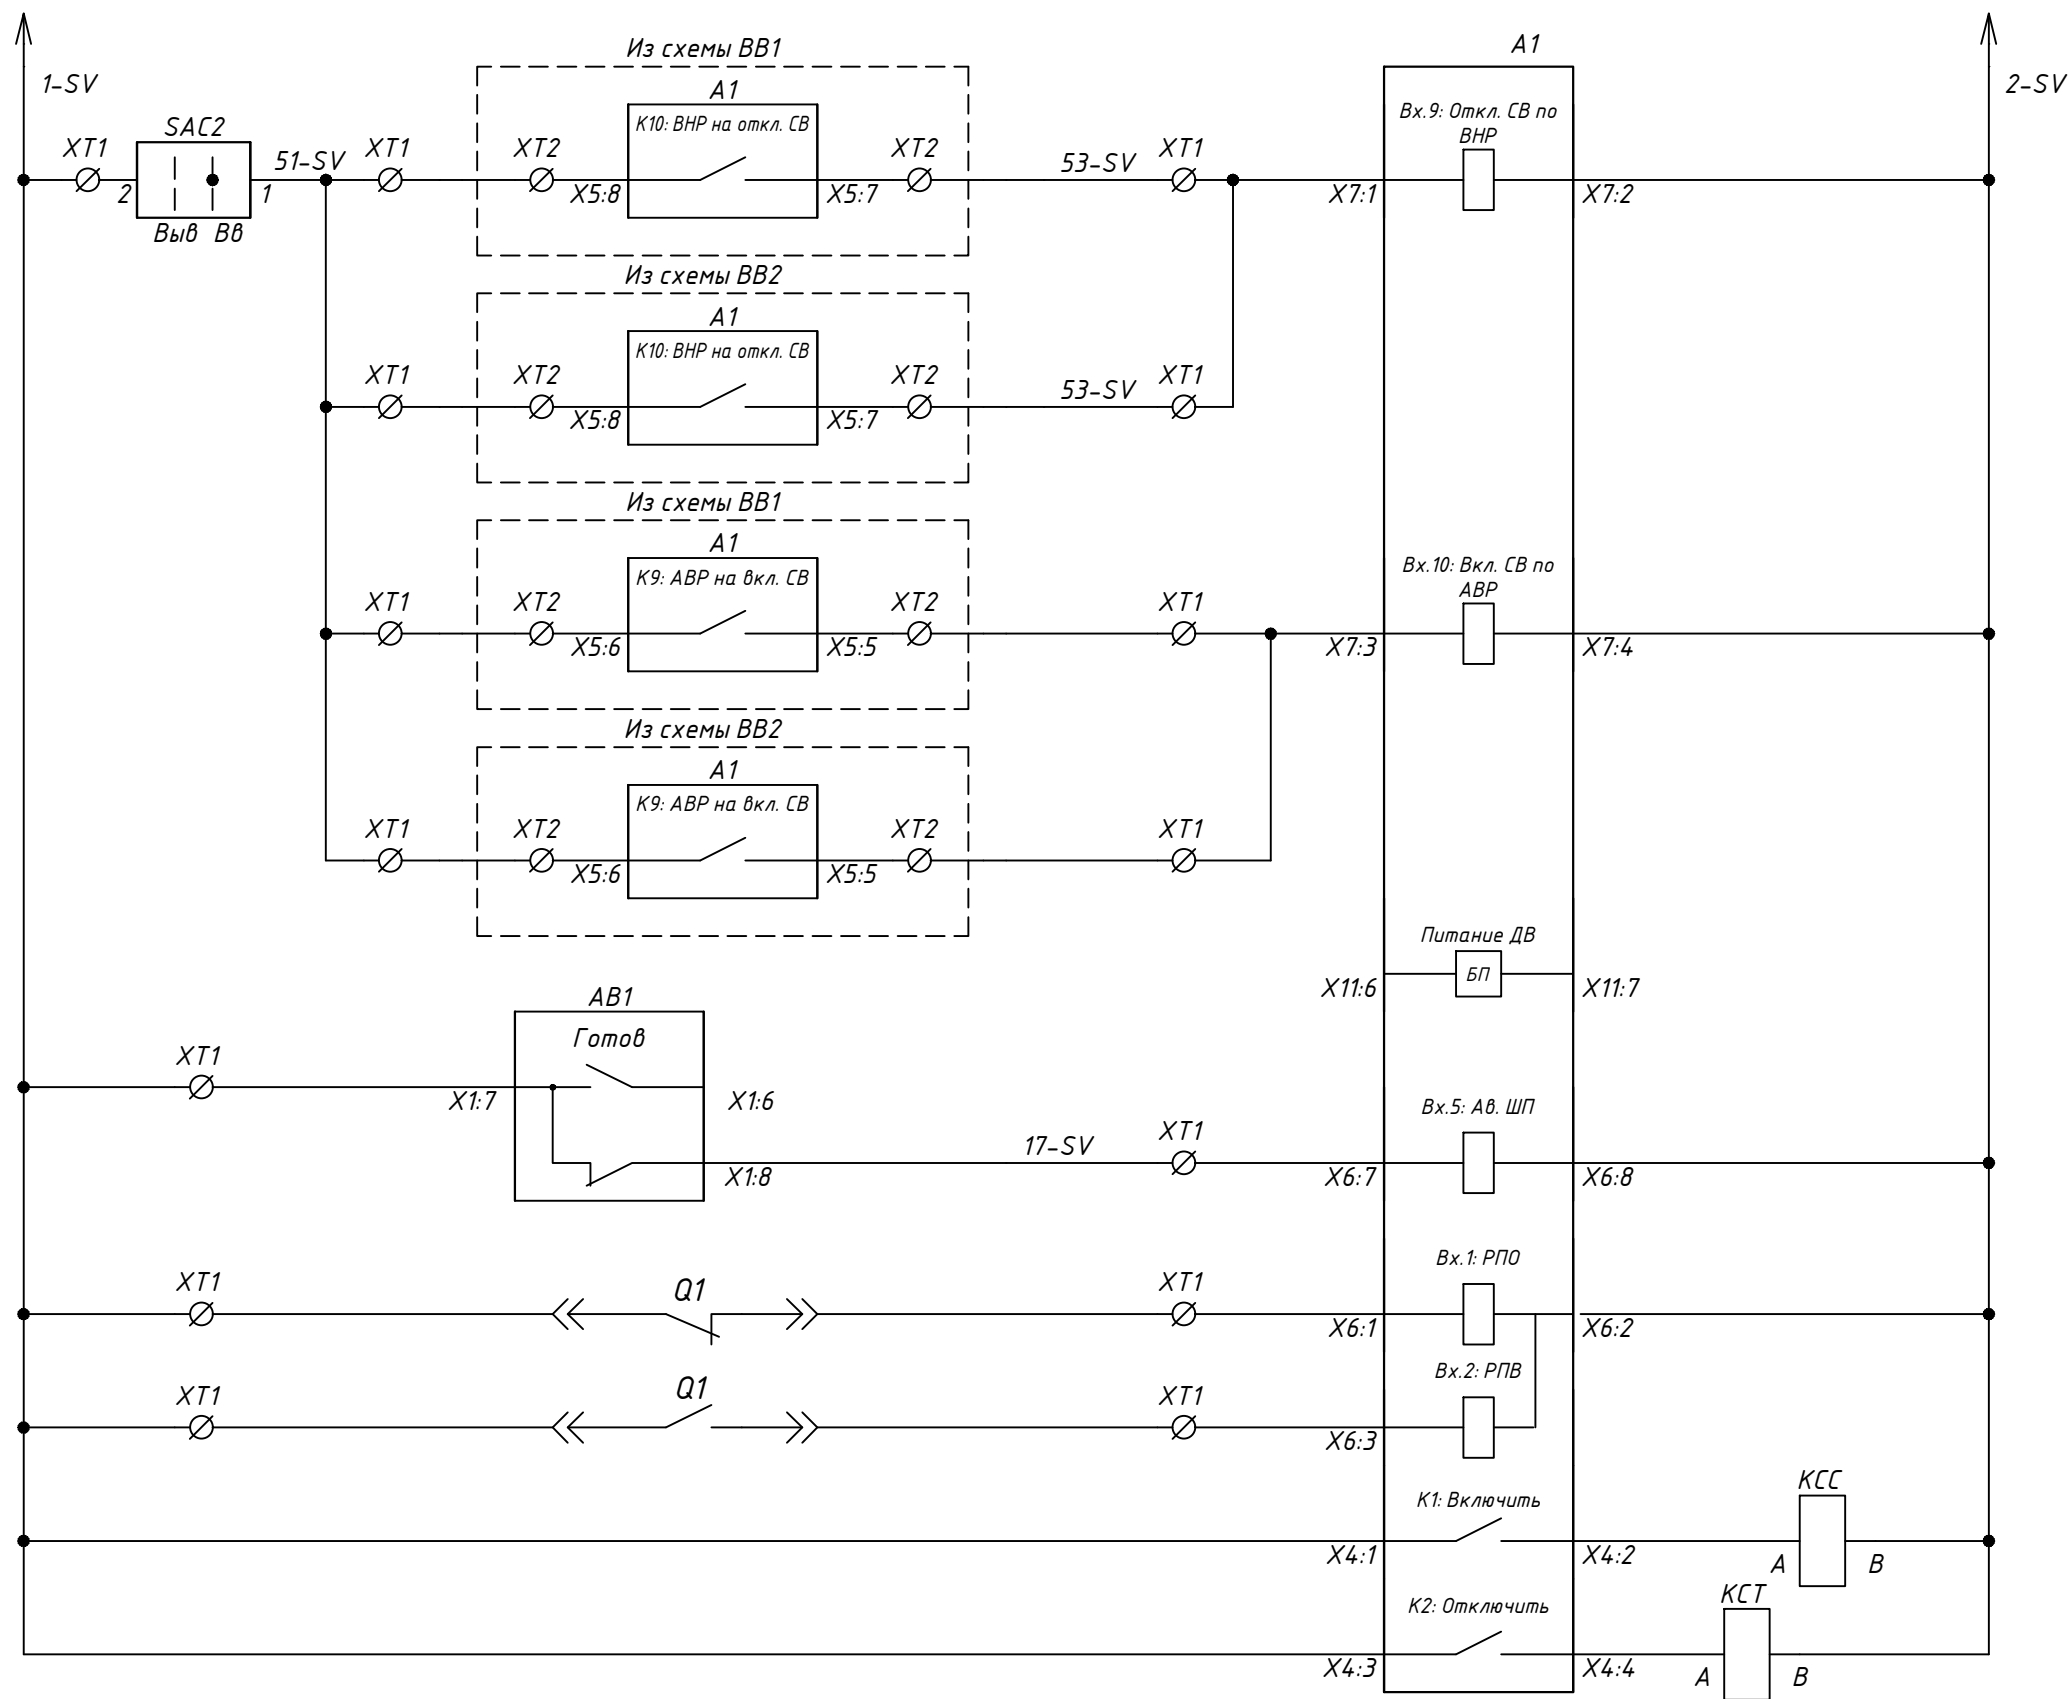 1-SV
2-SV
Из схемы ВВ1
A1
SAC2
A1
K10: ВНР на откл. СВ
Вх.9: Откл. СВ по
ВНР
XT1
51-SV
XT1
XT2
XT2
53-SV
XT1
2
1
X5:8
X5:7
X7:1
X7:2
Выв
Вв
Из схемы ВВ2
A1
K10: ВНР на откл. СВ
XT1
XT2
XT2
53-SV
XT1
X5:8
X5:7
Из схемы ВВ1
A1
K9: АВР на вкл. СВ
Вх.10: Вкл. СВ по
АВР
XT1
XT2
XT2
XT1
X5:6
X5:5
X7:3
X7:4
Из схемы ВВ2
A1
K9: АВР на вкл. СВ
XT1
XT2
XT2
XT1
X5:6
X5:5
Питание ДВ
БП
X11:6
X11:7
AB1
Готов
XT1
X1:7
X1:6
Вх.5: Ав. ШП
17-SV
XT1
X1:8
X6:7
X6:8
Вх.1: РПО
XT1
Q1
XT1
X6:1
X6:2
Вх.2: РПВ
XT1
Q1
XT1
X6:3
K1: Включить
KCC
X4:1
X4:2
A
B
K2: Отключить
KCT
X4:3
X4:4
A
B